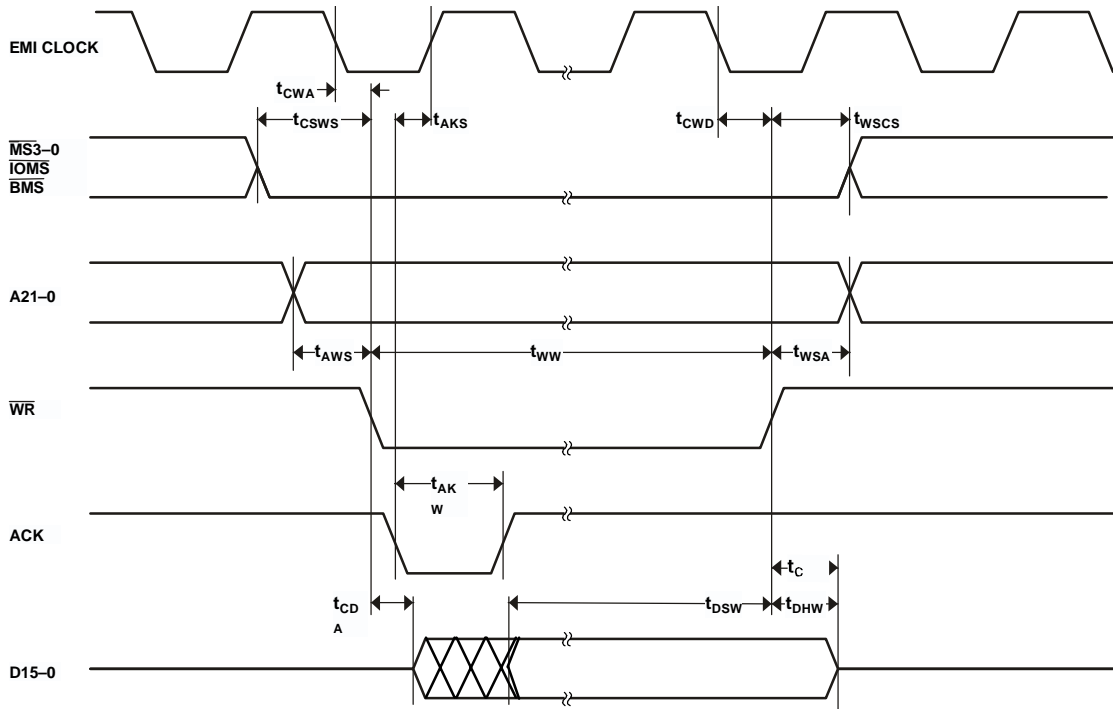 EMI CLOCK
tCWA
tCSWS
tAKS
tCWD
tWSCS
MS3–0
IOMS
BMS
A21–0
tAWS
tWW
tWSA
WR
tAK
W
ACK
tC
tCD
A
tDSW
tDHW
D15–0